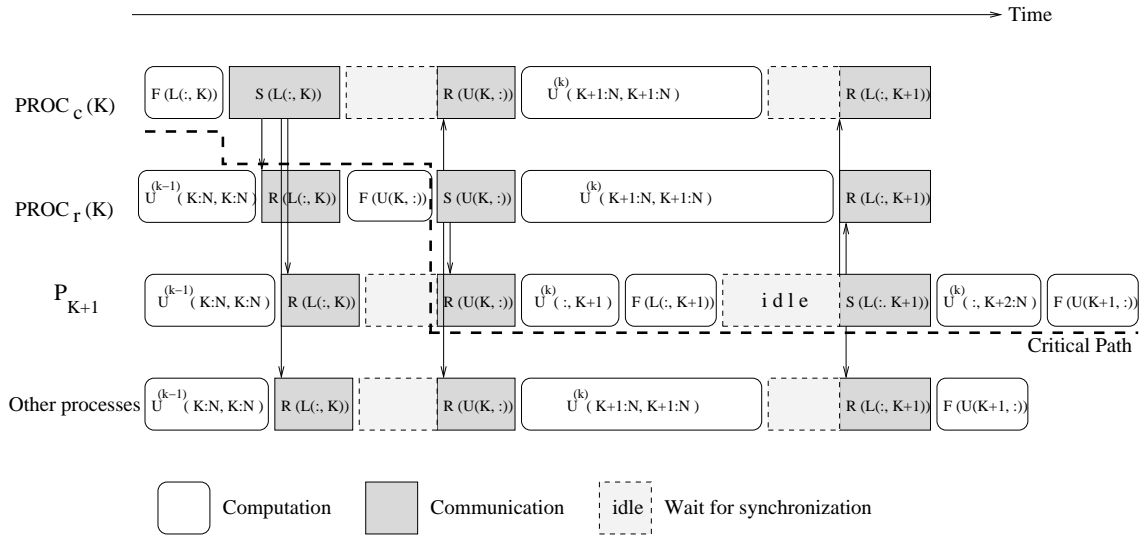 Time
PROC c (K)
F (L(:, K))
S (L(:, K))
R (U(K, :))
U(k) ( K+1:N, K+1:N )
R (L(:, K+1))
PROC r (K)
U(k−1) ( K:N, K:N )
R (L(:, K))
F (U(K, :))
S (U(K, :))
U(k) ( K+1:N, K+1:N )
R (L(:, K+1))
P K+1
U(k−1) ( K:N, K:N )
R (L(:, K))
R (U(K, :))
U(k) ( :, K+1 )
F (L(:, K+1))
i d l e
S (L(:. K+1))
U(k) ( :, K+2:N )
F (U(K+1, :))
Critical Path
Other processes
U(k−1) ( K:N, K:N )
R (L(:, K))
R (U(K, :))
U(k) ( K+1:N, K+1:N )
R (L(:, K+1))
F (U(K+1, :))
Computation
Communication
idle
Wait for synchronization